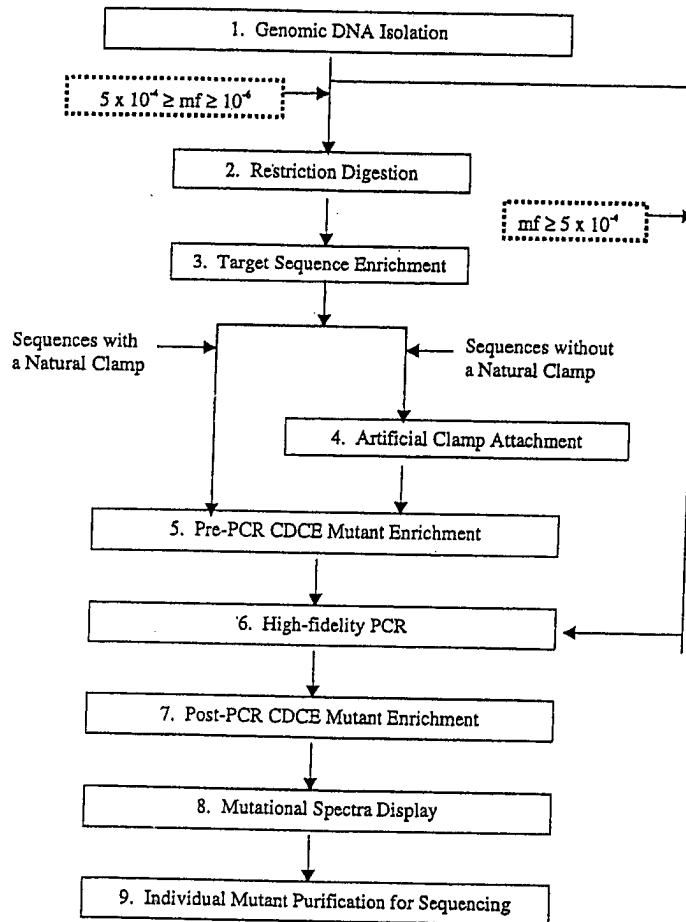 1. Genomic DNA Isolation
5 x 10⁻⁴ ≥ mf ≥ 10⁻⁶
2. Restriction Digestion
mf ≥ 5 x 10⁻⁴
3. Target Sequence Enrichment
Sequences with
a Natural Clamp
Sequences without
a Natural Clamp
4. Artificial Clamp Attachment
5. Pre-PCR CDCE Mutant Enrichment
6. High-fidelity PCR
7. Post-PCR CDCE Mutant Enrichment
8. Mutational Spectra Display
9. Individual Mutant Purification for Sequencing